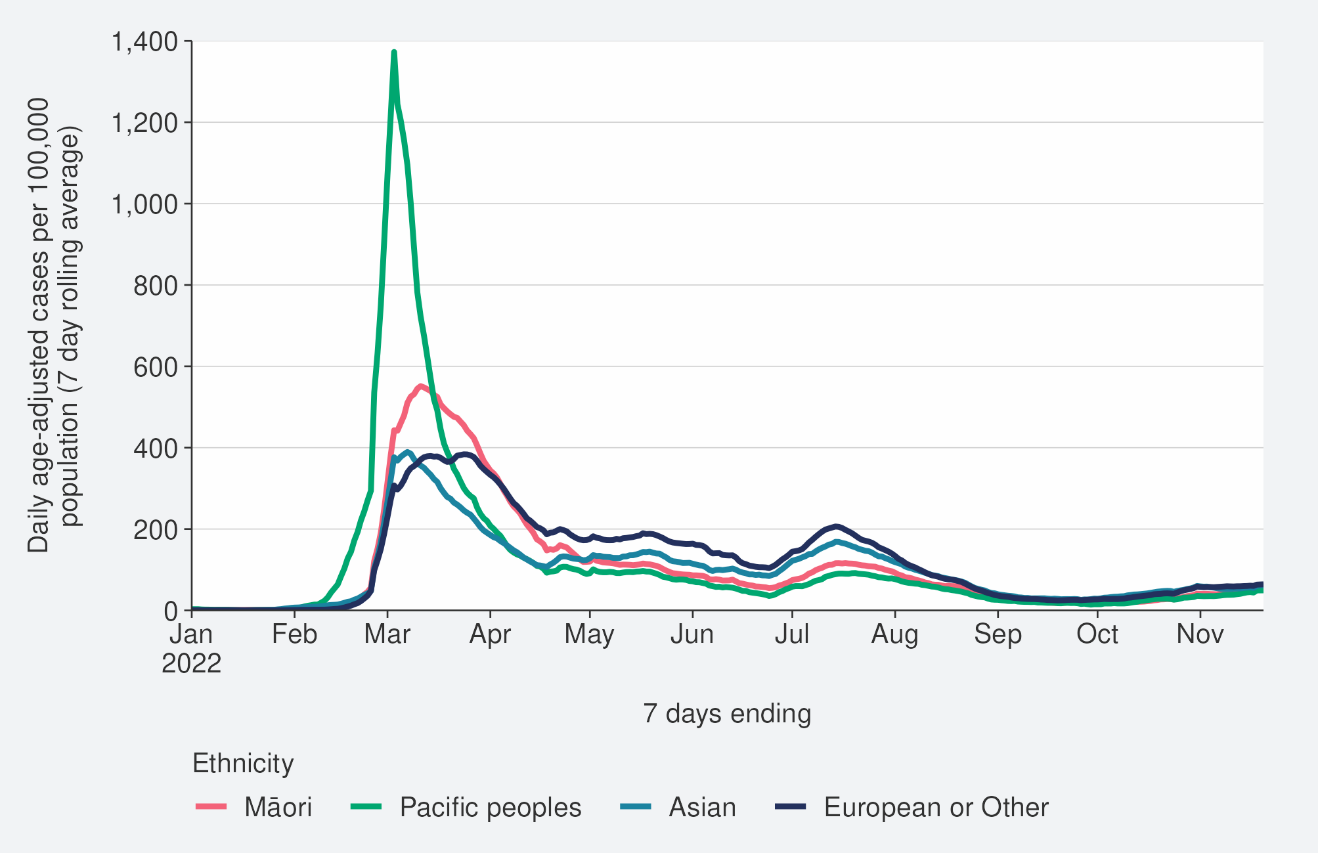 Daily age-adjusted cases per 100,000
population (7 day rolling average)
1,400
1,200
1,000
800
600
400
200
0
Jan Feb Mar Apr May Jun Jul Aug Sep Oct Nov
2022
7 days ending
Ethnicity
Māori Pacific peoples Asian European or Other